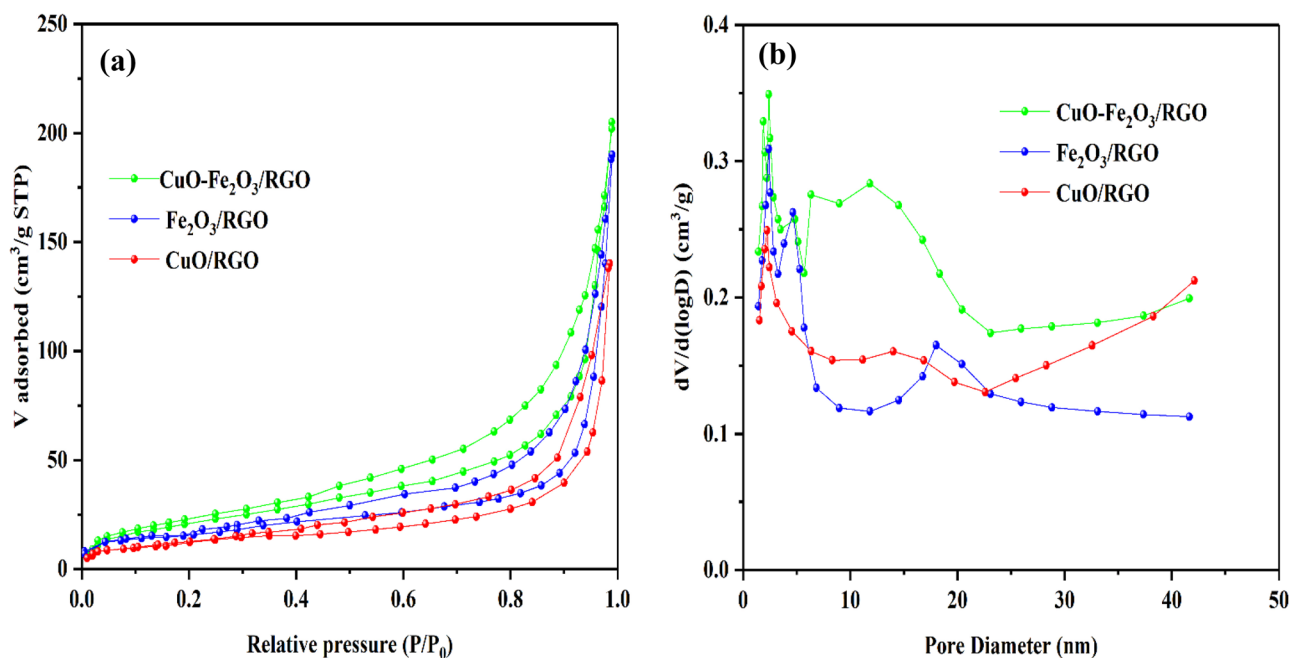 (a)
250
200
150
100
50
0
V adsorbed (cm³/g STP)
CuO-Fe₂O₃/RGO
Fe₂O₃/RGO
CuO/RGO
0.0 0.2 0.4 0.6 0.8 1.0
Relative pressure (P/P₀)
(b)
0.4
0.3
0.2
0.1
0.0
dV/d(logD) (cm³/g)
CuO-Fe₂O₃/RGO
Fe₂O₃/RGO
CuO/RGO
0 10 20 30 40 50
Pore Diameter (nm)